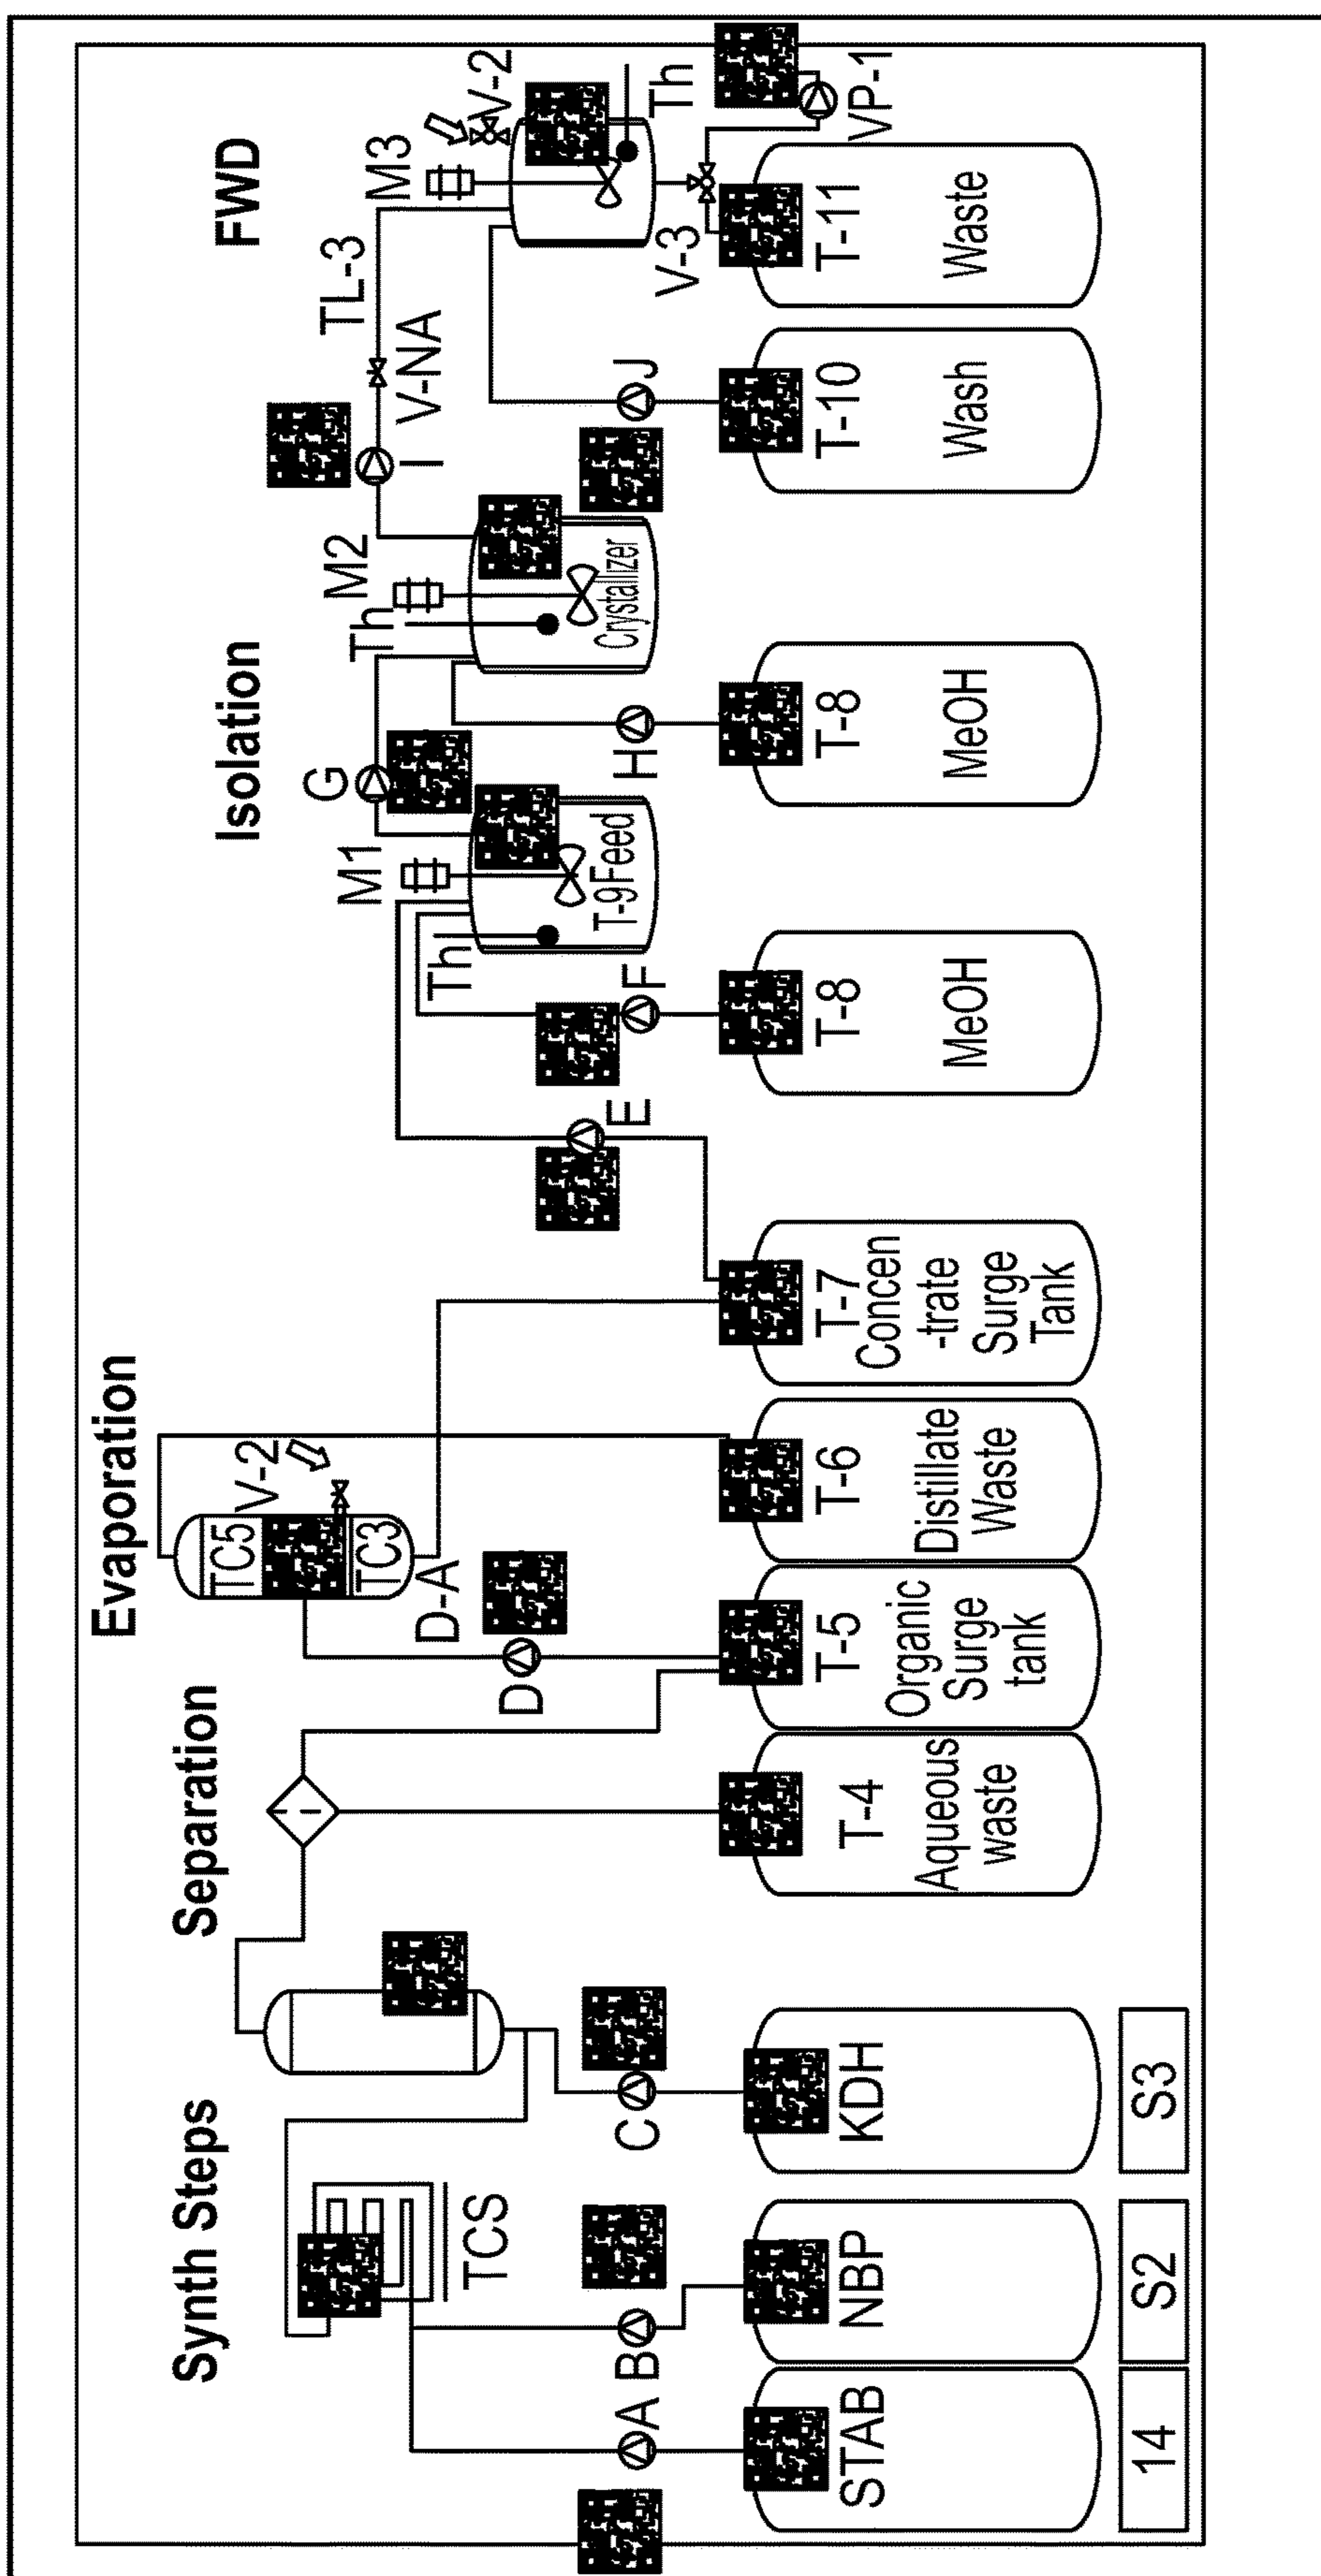 Synth Steps
Separation
Evaporation
Isolation
FWD
TCS
A
B
C
STAB
NBP
KDH
14
S2
S3
T-4
Aqueous
waste
D
T-5
Organic
Surge
tank
TC5
TC3
V-2
D-A
T-6
Distillate
Waste
T-7
Concen
-trate
Surge
Tank
E
F
T-8
MeOH
Th
M1
T-9 Feed
G
H
T-8
MeOH
Th
M2
Crystallizer
I
V-NA
TL-3
J
T-10
Wash
M3
V-2
Th
V-3
VP-1
T-11
Waste